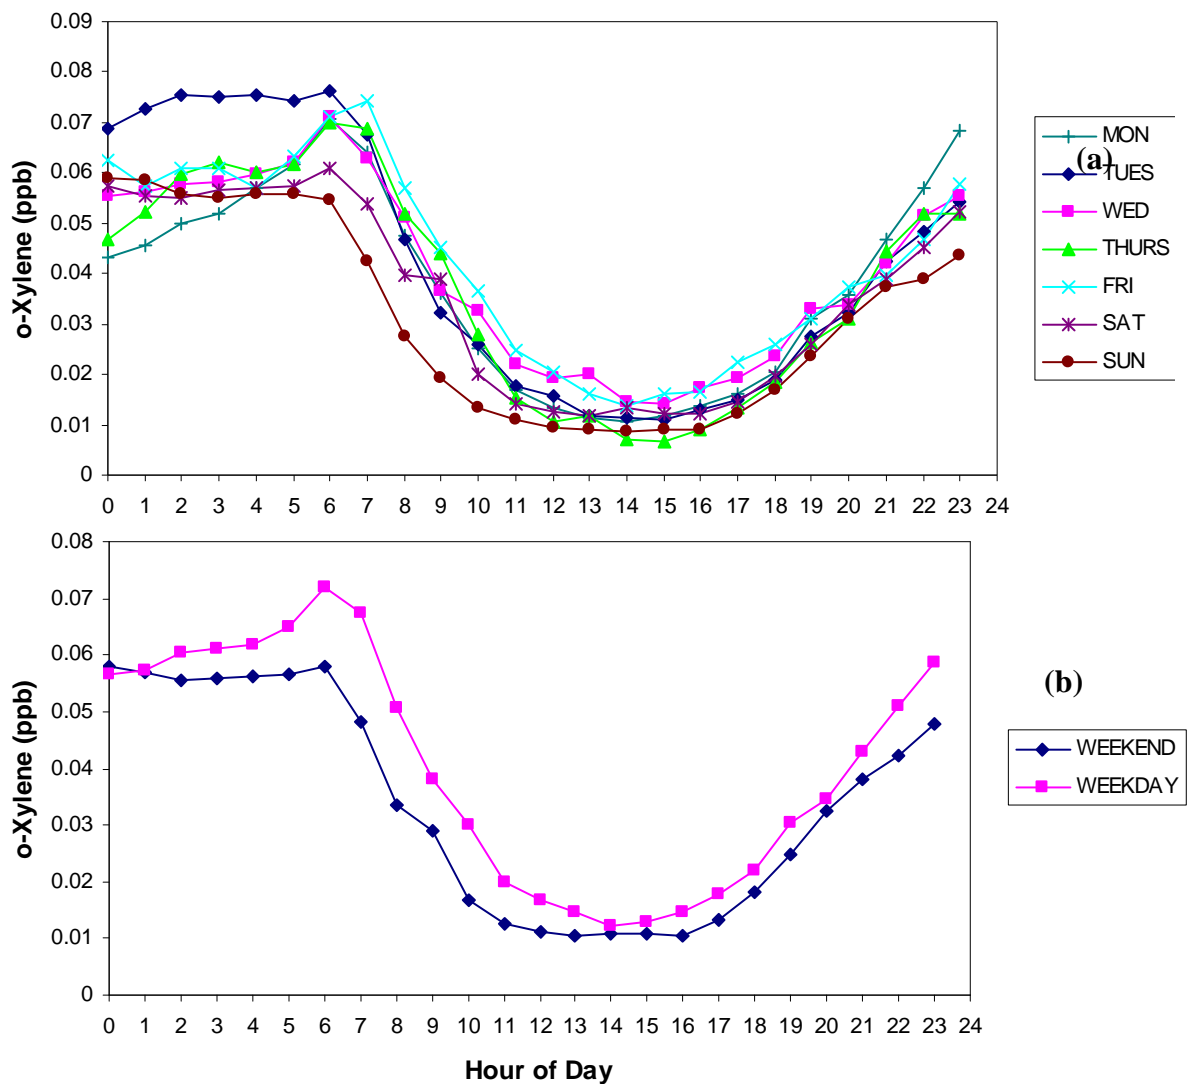 0.09
0.08
0.07
0.06
0.05
0.04
0.03
0.02
0.01
0
o-Xylene (ppb)
0 1 2 3 4 5 6 7 8 9 10 11 12 13 14 15 16 17 18 19 20 21 22 23 24
MON
(a)
TUES
WED
THURS
FRI
SAT
SUN
0.08
0.07
0.06
0.05
0.04
0.03
0.02
0.01
0
o-Xylene (ppb)
0 1 2 3 4 5 6 7 8 9 10 11 12 13 14 15 16 17 18 19 20 21 22 23 24
Hour of Day
(b)
WEEKEND
WEEKDAY